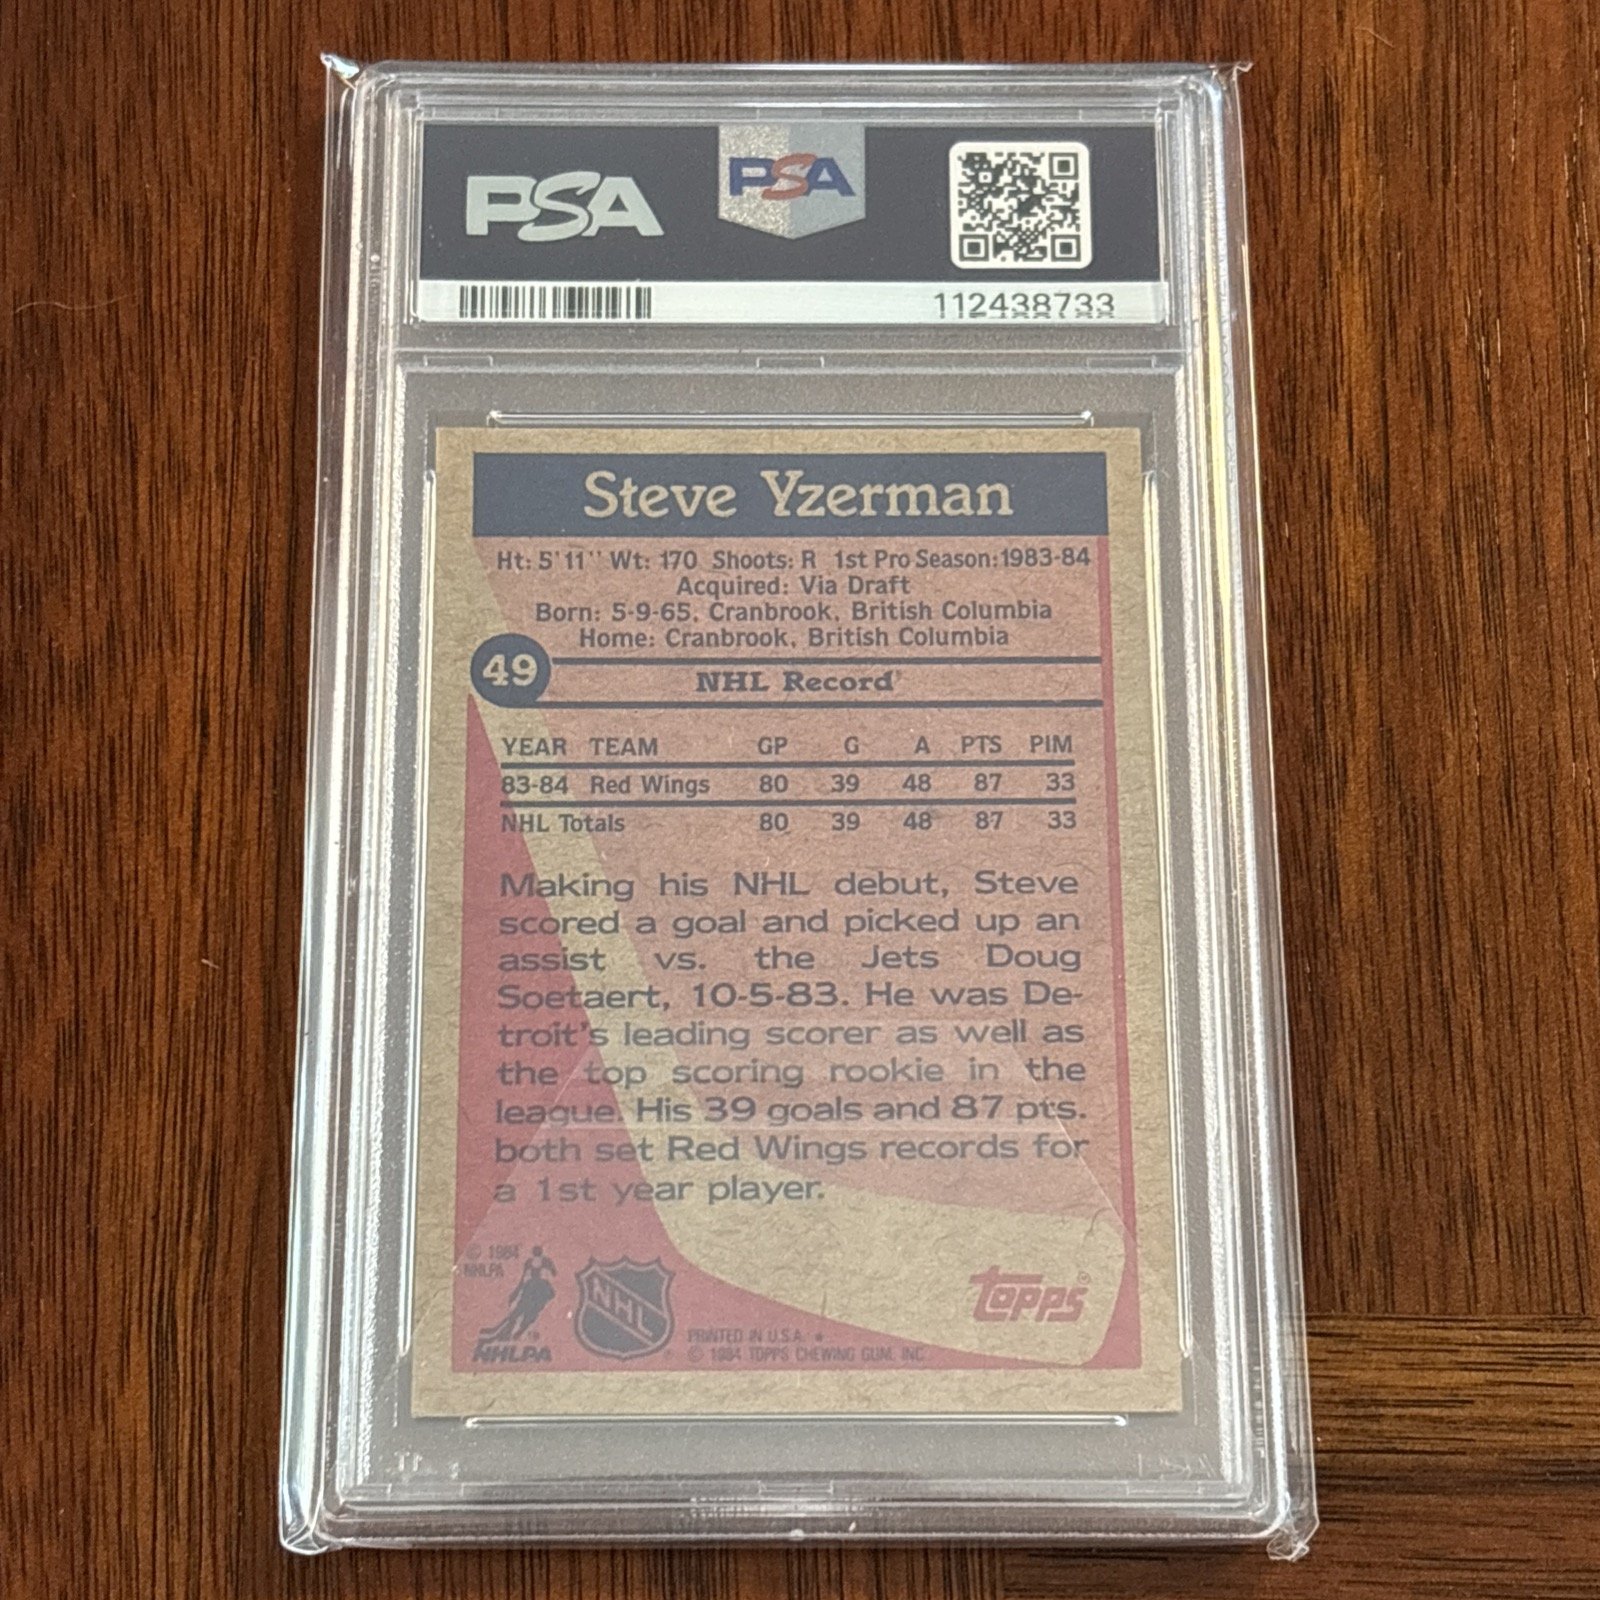 PSA
PSA
112438733
Steve Yzerman
Ht: 5'11" Wt: 170 Shoots: R 1st Pro Season: 1983-84
Acquired: Via Draft
Born: 5-9-65, Cranbrook, British Columbia
Home: Cranbrook, British Columbia
49
NHL Record
YEAR TEAM GP G A PTS PIM
83-84 Red Wings 80 39 48 87 33
NHL Totals 80 39 48 87 33
Making his NHL debut, Steve
scored a goal and picked up an
assist vs. the Jets Doug
Soetaert, 10-5-83. He was De-
troit's leading scorer as well as
the top scoring rookie in the
league. His 39 goals and 87 pts.
both set Red Wings records for
a 1st year player.
© 1984
NHLPA
NHLPA
NHL
PRINTED IN U.S.A. *
© 1984 TOPPS CHEWING GUM, INC.
topps®